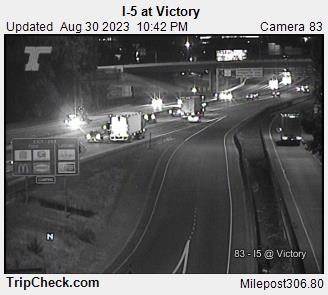 I-5 at Victory
Updated  Aug 30 2023  10:42 PM
Camera 83
T
N
83 - I5 @ Victory
TripCheck.com
Milepost306.80